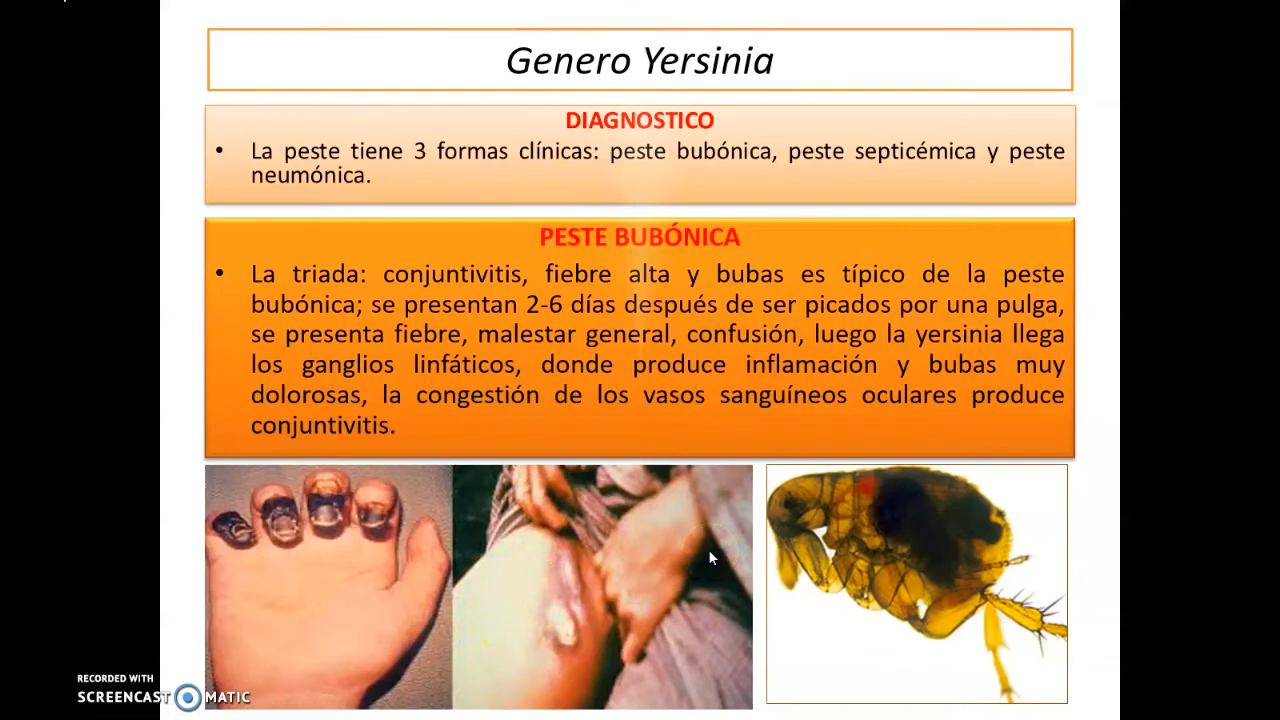 Genero Yersinia
DIAGNOSTICO
• La peste tiene 3 formas clínicas: peste bubónica, peste septicémica y peste
neumónica.
PESTE BUBÓNICA
• La triada: conjuntivitis, fiebre alta y bubas es típico de la peste
bubónica; se presentan 2-6 días después de ser picados por una pulga,
se presenta fiebre, malestar general, confusión, luego la yersinia llega
los ganglios linfáticos, donde produce inflamación y bubas muy
dolorosas, la congestión de los vasos sanguíneos oculares produce
conjuntivitis.
RECORDED WITH
SCREENCAST MATIC